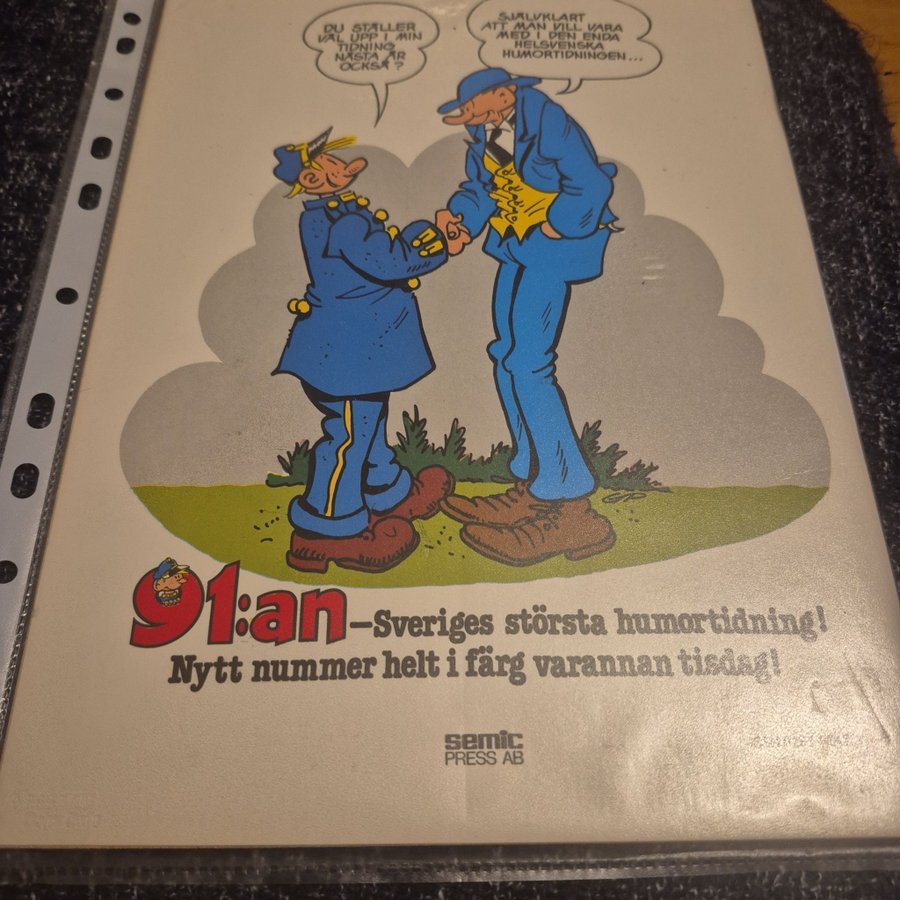 DU STÄLLER
VÄL UPP I MIN
TIDNING
NÄSTA ÅR
OCKSÅ?
SJÄLVKLART
ATT MAN VILL VARA
MED I DEN ENDA
HELSVENSKA
HUMORTIDNINGEN...
GP
91:an –Sveriges största humortidning!
Nytt nummer helt i färg varannan tisdag!
semic
PRESS AB